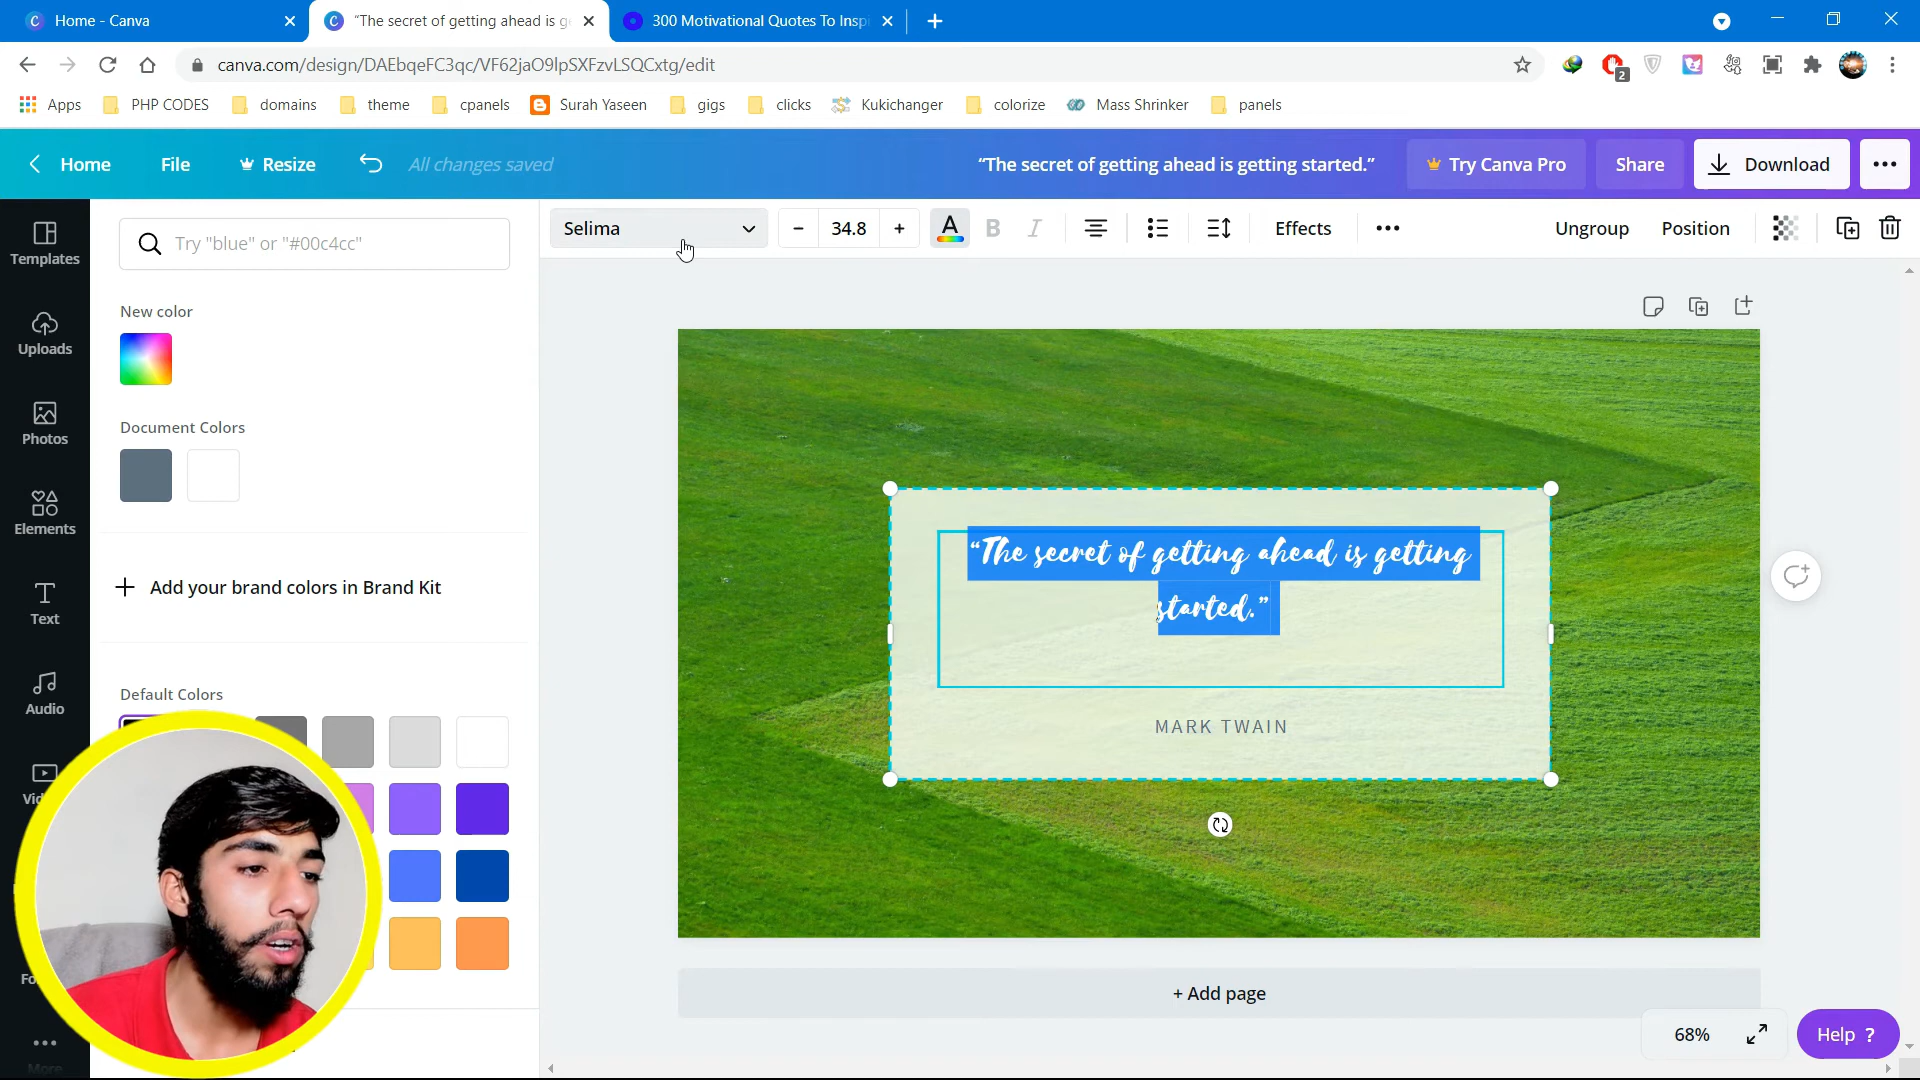 Home - Canva
"The secret of getting ahead is g
300 Motivational Quotes To Inspi
canva.com/design/DAEbqeFC3qc/VF62jaO9lpSXFzvLSQCxtg/edit
2
Apps
PHP CODES
domains
theme
cpanels
Surah Yaseen
gigs
clicks
Kukichanger
colorize
Mass Shrinker
panels
Home
File
Resize
All changes saved
"The secret of getting ahead is getting started."
Try Canva Pro
Share
Download
Selima
34.8
A
B
I
Effects
Ungroup
Position
Templates
Uploads
Photos
Elements
Text
Audio
More
Try "blue" or "#00c4cc"
New color
Document Colors
+ Add your brand colors in Brand Kit
Default Colors
"The secret of getting ahead is getting
started."
MARK TWAIN
+ Add page
68%
Help ?